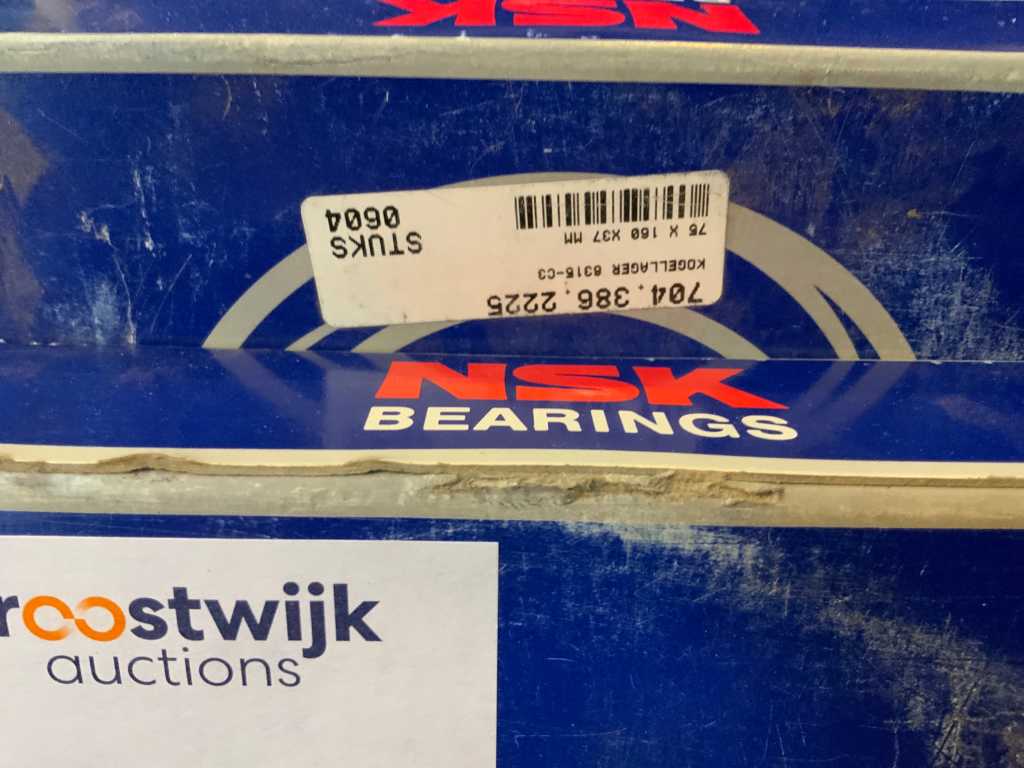 NSK
704.386.2225
KOGELLAGER 6315-C3
75 X 160 X37 MM
STUKS
0604
NSK
BEARINGS
roostwijk
auctions